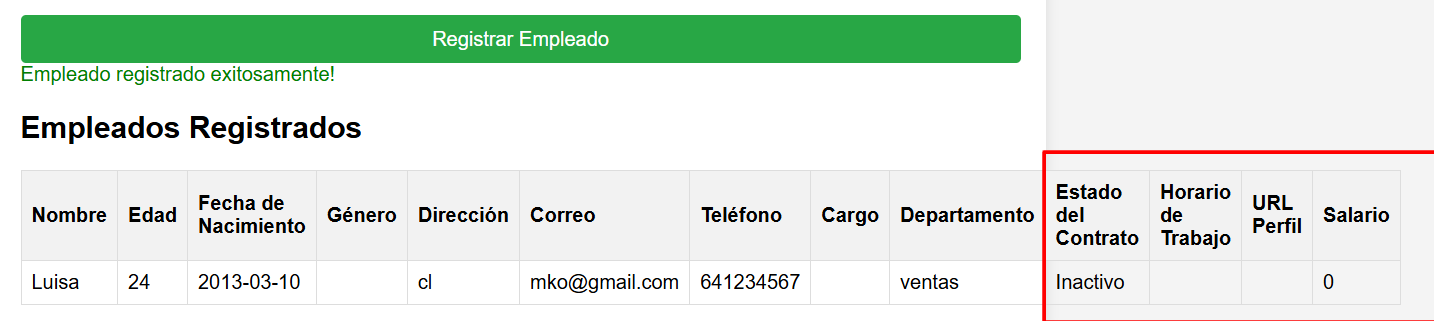 Registrar Empleado
Empleado registrado exitosamente!
Empleados Registrados
Nombre Edad Fecha de Nacimiento Género Dirección Correo Teléfono Cargo Departamento Estado del Contrato Horario de Trabajo URL Perfil Salario
Luisa 24 2013-03-10 cl mko@gmail.com 641234567 ventas Inactivo 0